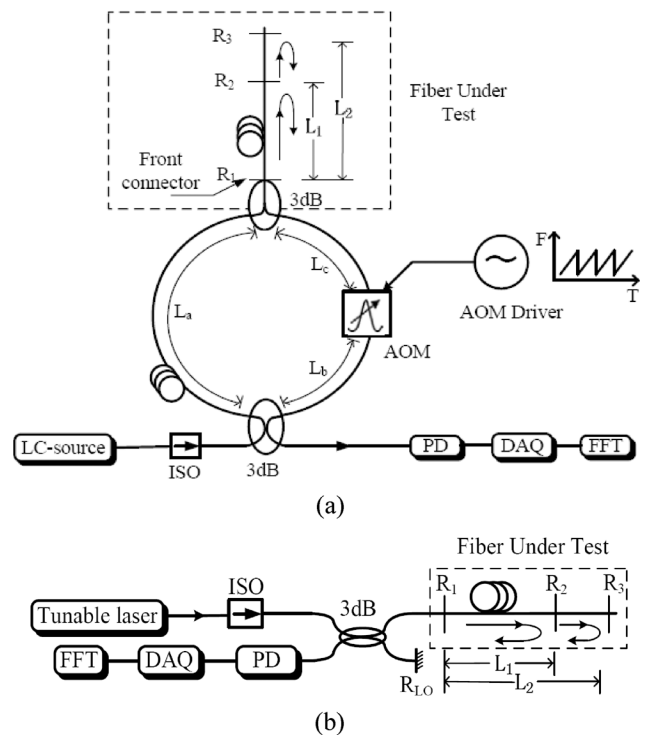 R3
R2
L1
L2
Fiber Under
Test
Front
connector
R1
3dB
Lc
La
F
T
AOM Driver
AOM
Lb
LC-source
ISO
3dB
PD
DAQ
FFT
(a)
Fiber Under Test
ISO
R1
R2
R3
Tunable laser
3dB
FFT
DAQ
PD
RLO
L1
L2
(b)